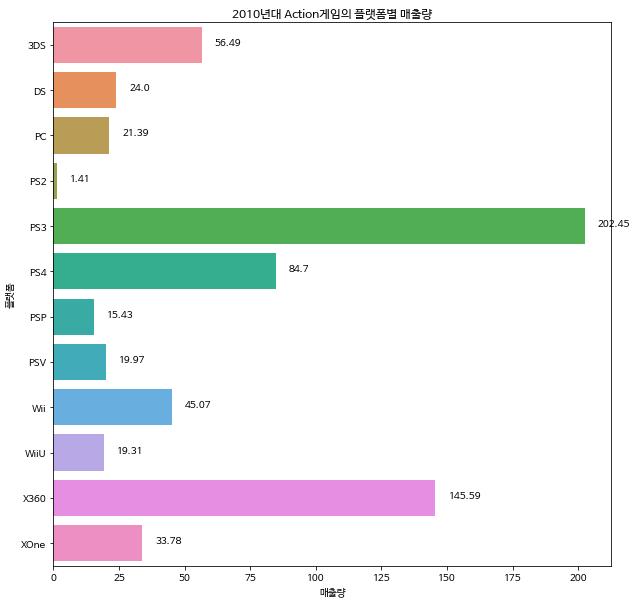 2010년대 Action게임의 플랫폼별 매출량
3DS 56.49
DS 24.0
PC 21.39
PS2 1.41
PS3 202.45
PS4 84.7
플랫폼
PSP 15.43
PSV 19.97
Wii 45.07
WiiU 19.31
X360 145.59
XOne 33.78
0 25 50 75 100 125 150 175 200
매출량